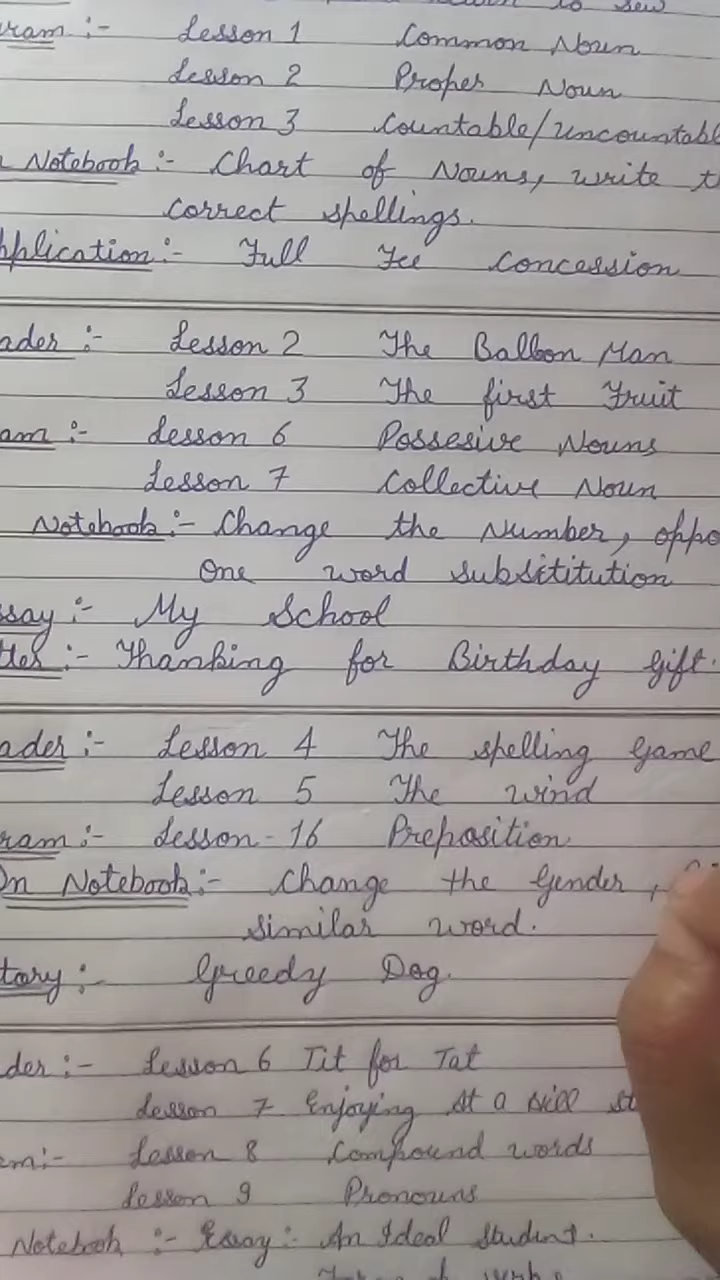 to sew
ram :- Lesson 1 Common Noun
Lesson 2 Proper Noun
Lesson 3 Countable/Uncountabl
Notebook :- Chart of Nouns, write t
correct spellings.
pplication :- Full Fee Concession
ader :- Lesson 2 The Balloon Man
Lesson 3 The first Fruit
am :- Lesson 6 Possesive Nouns
Lesson 7 Collective Noun
Notebook :- Change the Number, oppo
One word substitution
ssay :- My School
tter :- Thanking for Birthday Gift.
ader :- Lesson 4 The spelling Game
Lesson 5 The wind
ram :- Lesson - 16 Preposition
On Notebook :- Change the Gender,
similar word.
tory :- Greedy Dog.
der :- Lesson 6 Tit for Tat
Lesson 7 Enjoying At a sill st
m :- Lesson 8 Compound words
Lesson 9 Pronouns
Notebook :- Essay :- An Ideal Student.